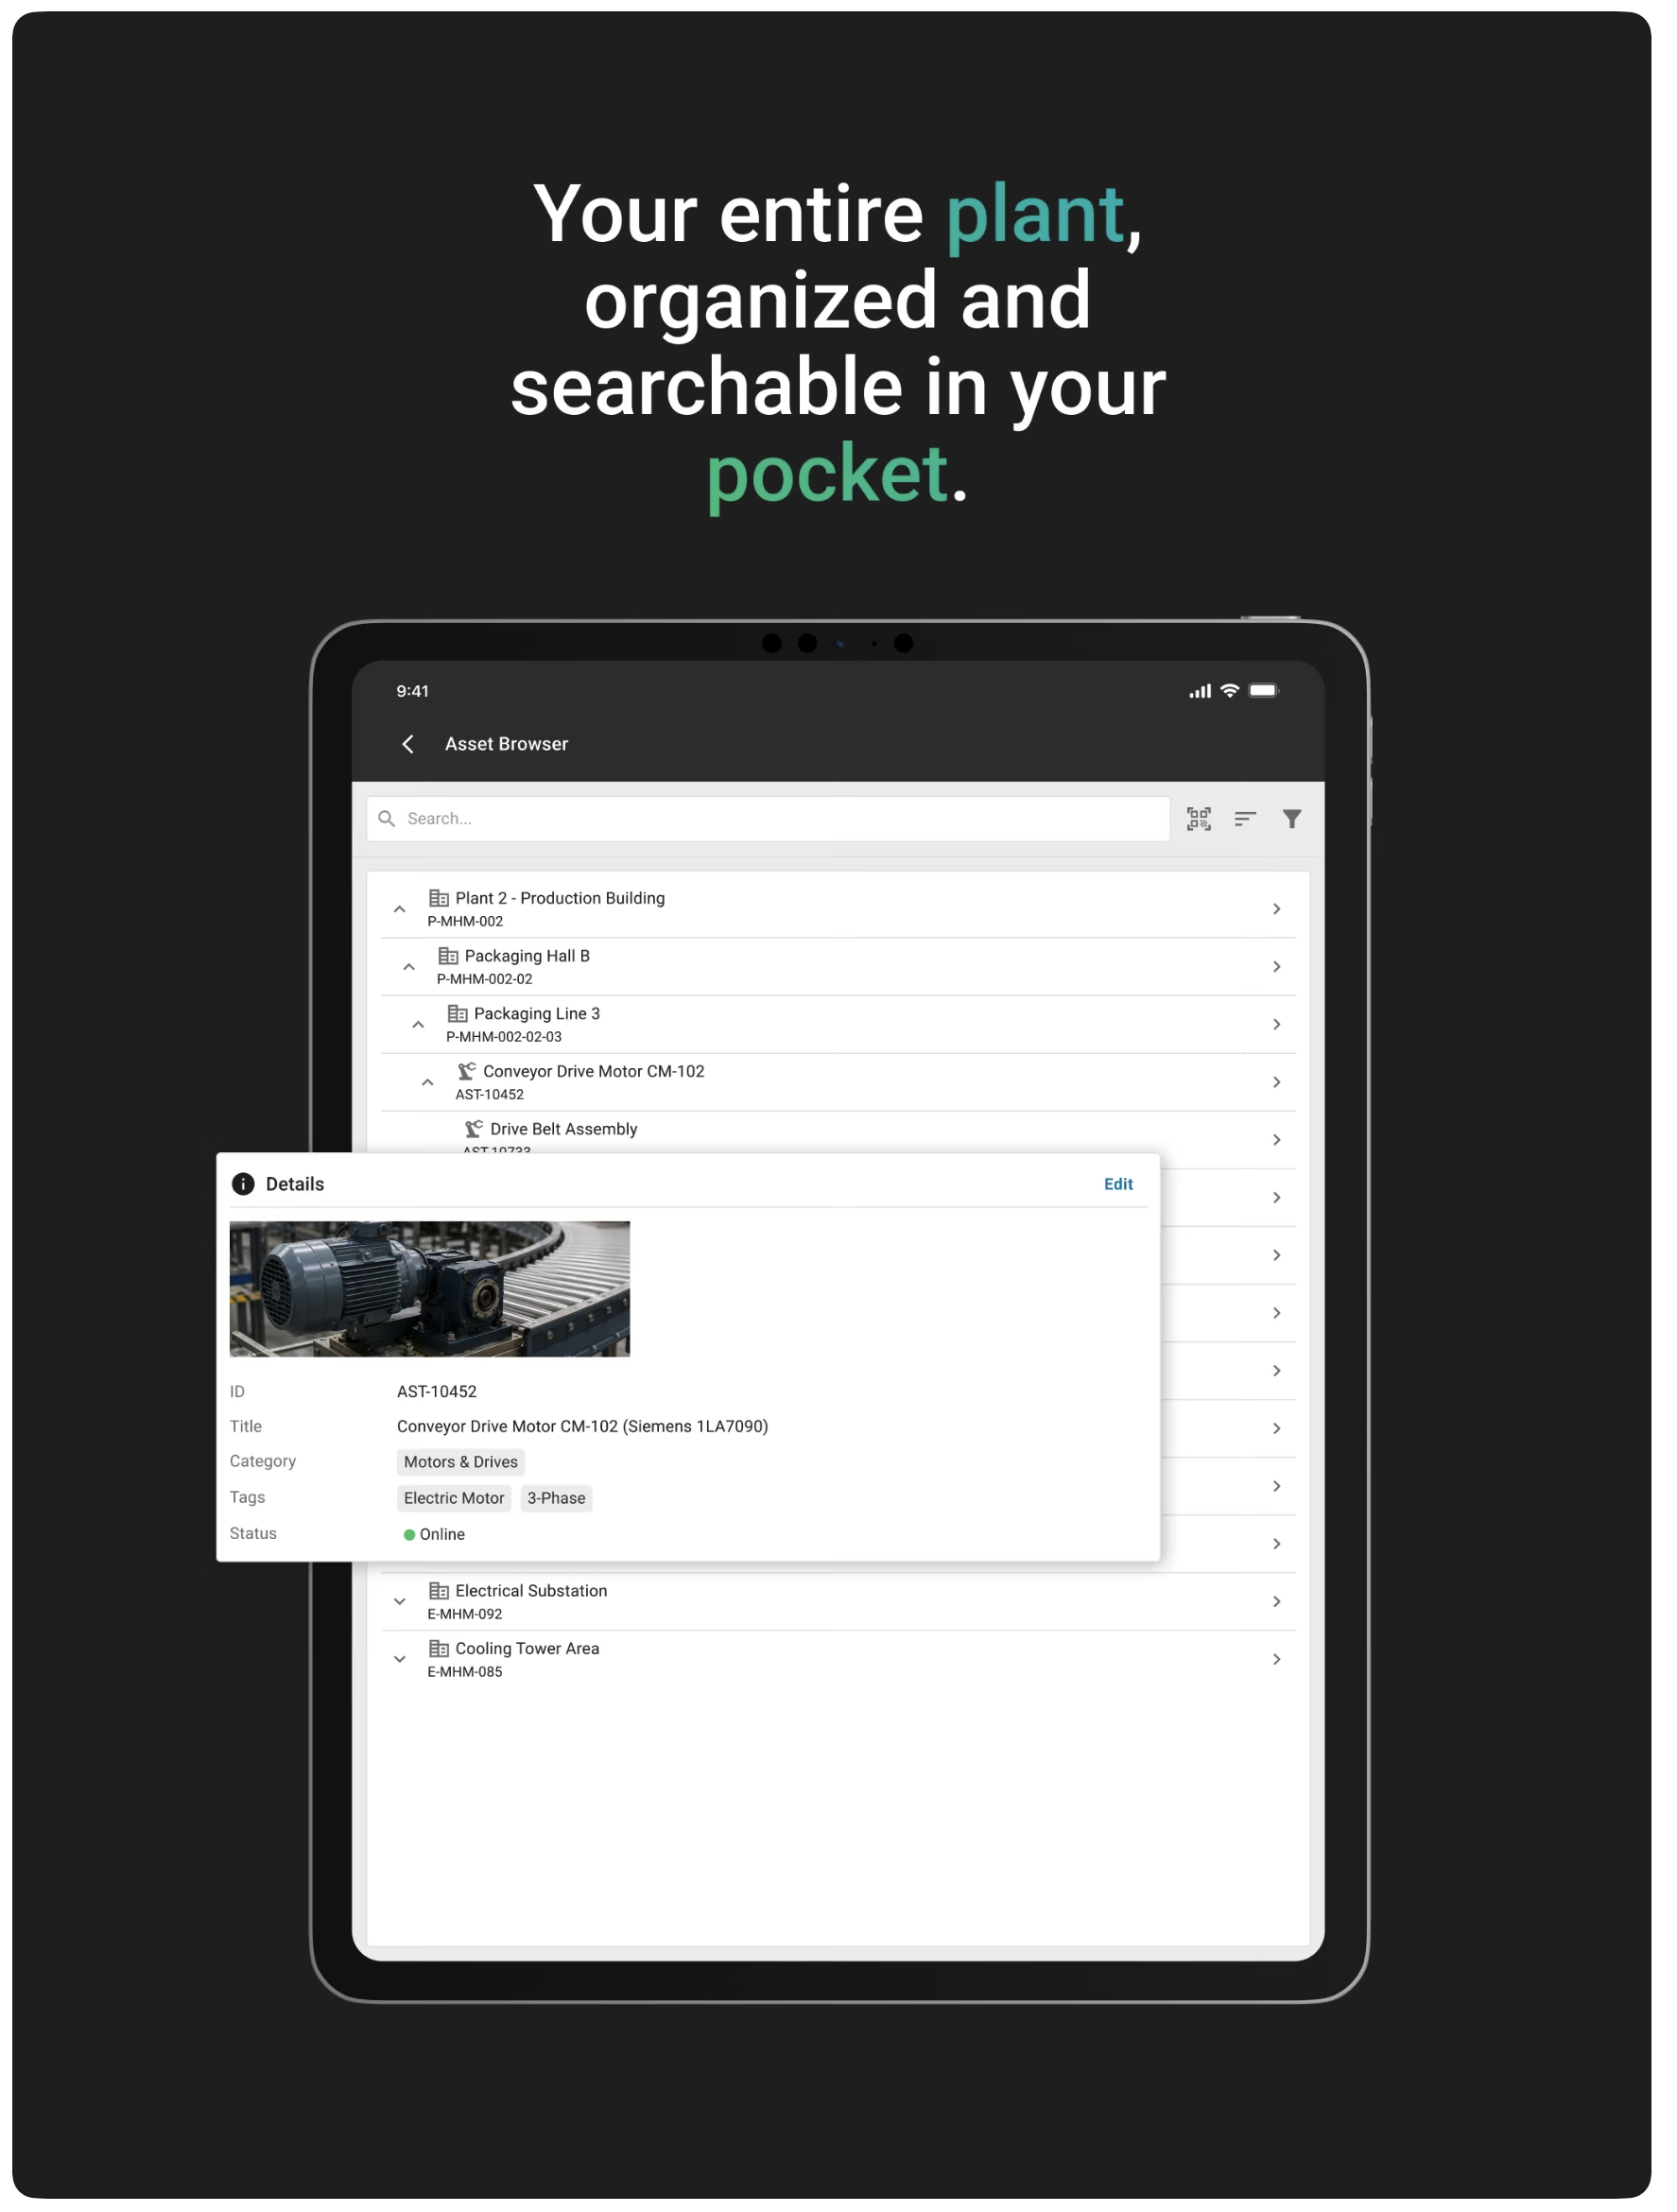 Your entire plant,
organized and
searchable in your
pocket.
9:41
Asset Browser
Search...
Plant 2 - Production Building
P-MHM-002
Packaging Hall B
P-MHM-002-02
Packaging Line 3
P-MHM-002-02-03
Conveyor Drive Motor CM-102
AST-10452
Drive Belt Assembly
AST-10733
Details
Edit
ID AST-10452
Title Conveyor Drive Motor CM-102 (Siemens 1LA7090)
Category Motors & Drives
Tags Electric Motor 3-Phase
Status Online
Electrical Substation
E-MHM-092
Cooling Tower Area
E-MHM-085